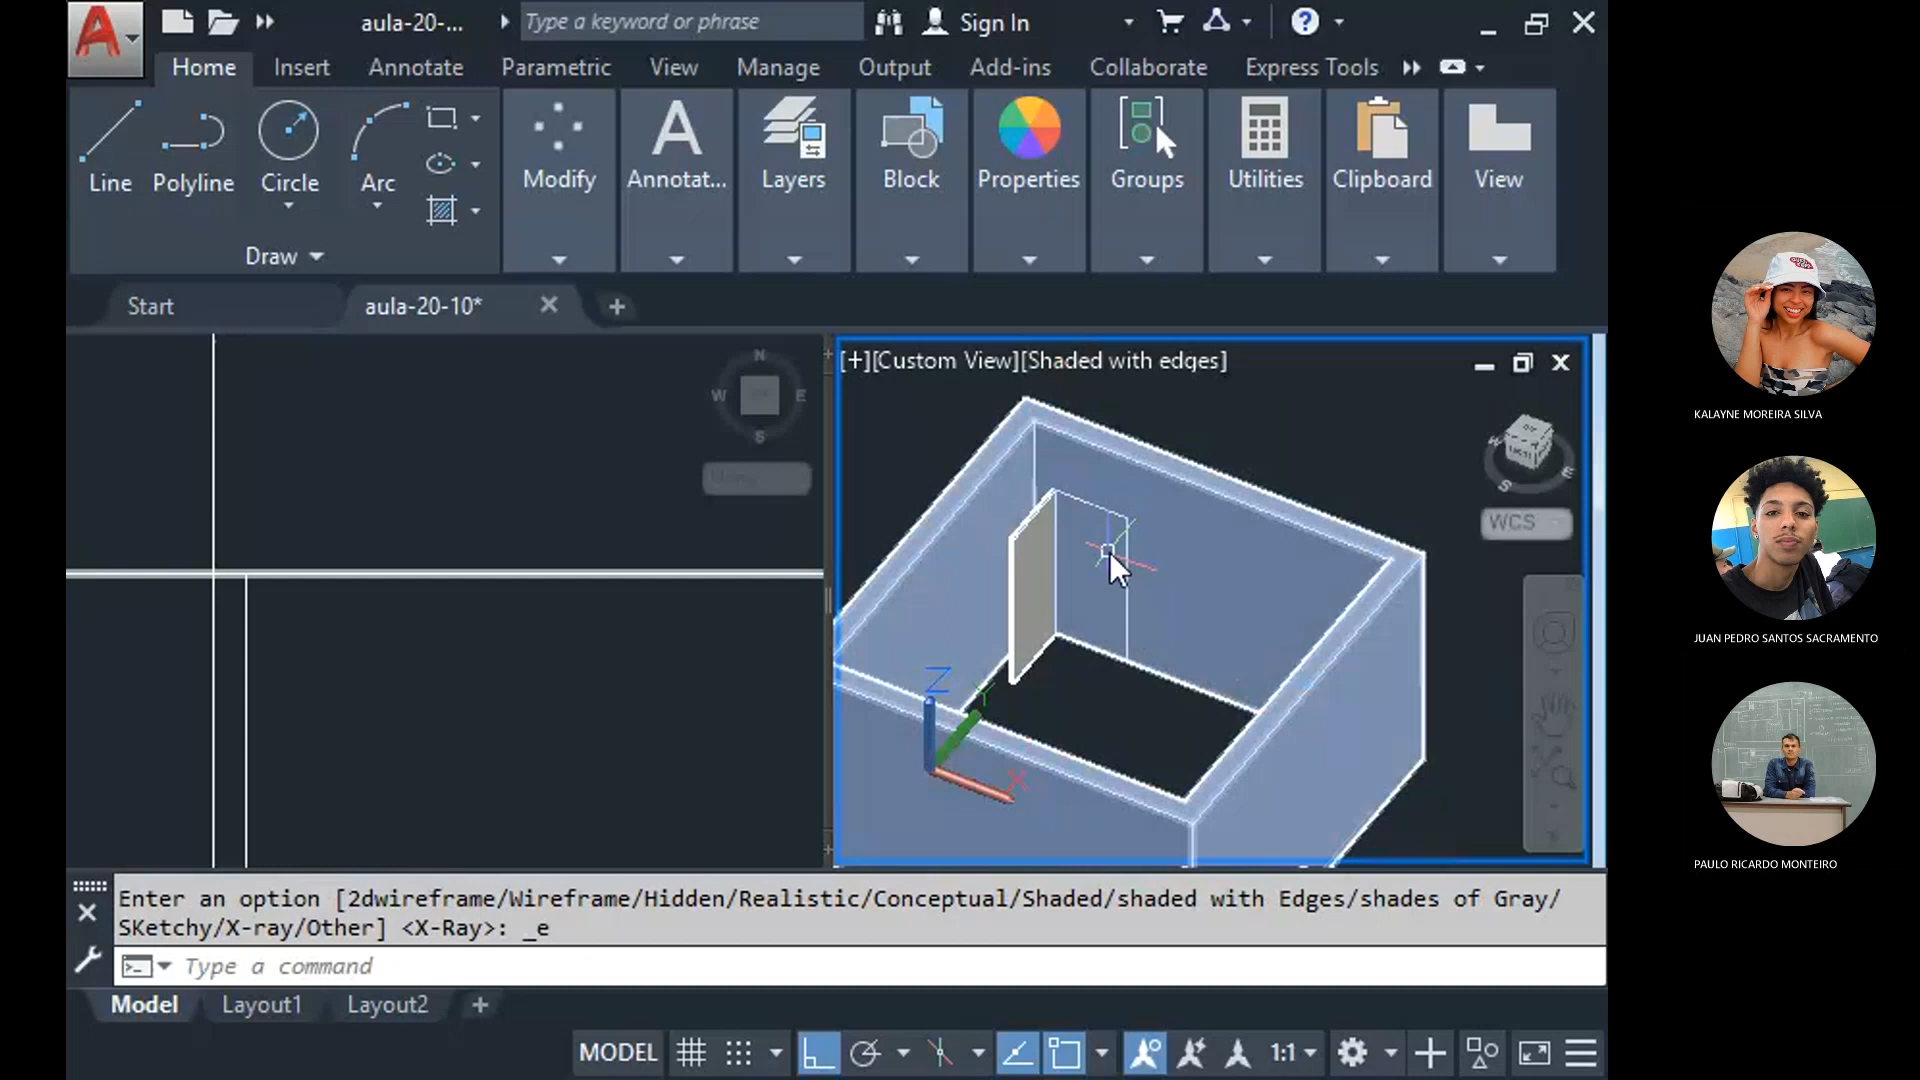 aula-20-...
Type a keyword or phrase
Sign In
Home
Insert
Annotate
Parametric
View
Manage
Output
Add-ins
Collaborate
Express Tools
Line
Polyline
Circle
Arc
Draw
Modify
Annotat...
Layers
Block
Properties
Groups
Utilities
Clipboard
View
Start
aula-20-10*
N
W
E
S
[+][Custom View][Shaded with edges]
W
E
S
WCS
Z
Y
X
Enter an option [2dwireframe/Wireframe/Hidden/Realistic/Conceptual/Shaded/shaded with Edges/shades of Gray/
SKetchy/X-ray/Other] <X-Ray>: _e
Type a command
Model
Layout1
Layout2
MODEL
1:1
KALAYNE MOREIRA SILVA
JUAN PEDRO SANTOS SACRAMENTO
PAULO RICARDO MONTEIRO